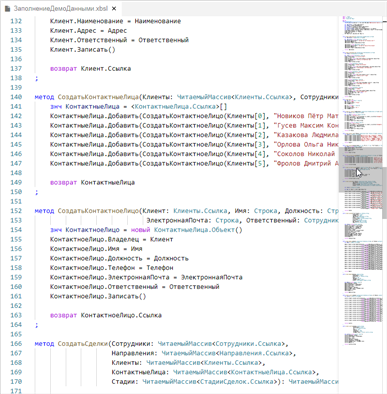 ЗаполнениеДемоДанными.xbsl
132 Клиент.Наименование = Наименование
133 Клиент.Адрес = Адрес
134 Клиент.Ответственный = Ответственный
135 Клиент.Записать()
136
137 возврат Клиент.Ссылка
138 ;
139
140 метод СоздатьКонтактныеЛица(Клиенты: ЧитаемыйМассив<Клиенты.Ссылка>, Сотрудники
141 знч КонтактныеЛица = <КонтактныеЛица.Ссылка>[]
142 КонтактныеЛица.Добавить(СоздатьКонтактноеЛицо(Клиенты[0], "Новиков Пётр Мат
143 КонтактныеЛица.Добавить(СоздатьКонтактноеЛицо(Клиенты[1], "Гусев Максим Кон
144 КонтактныеЛица.Добавить(СоздатьКонтактноеЛицо(Клиенты[2], "Казакова Людмила
145 КонтактныеЛица.Добавить(СоздатьКонтактноеЛицо(Клиенты[3], "Орлова Ольга Ник
146 КонтактныеЛица.Добавить(СоздатьКонтактноеЛицо(Клиенты[4], "Соколов Николай
147 КонтактныеЛица.Добавить(СоздатьКонтактноеЛицо(Клиенты[5], "Фролов Дмитрий
148
149 возврат КонтактныеЛица
150 ;
151
152 метод СоздатьКонтактноеЛицо(Клиент: Клиенты.Ссылка, Имя: Строка, Должность: Стр
153 ЭлектроннаяПочта: Строка, Ответственный: Сотрудник
154 знч КонтактноеЛицо = новый КонтактныеЛица.Объект()
155 КонтактноеЛицо.Владелец = Клиент
156 КонтактноеЛицо.Имя = Имя
157 КонтактноеЛицо.Должность = Должность
158 КонтактноеЛицо.Телефон = Телефон
159 КонтактноеЛицо.ЭлектроннаяПочта = ЭлектроннаяПочта
160 КонтактноеЛицо.Ответственный = Ответственный
161 КонтактноеЛицо.Записать()
162
163 возврат КонтактноеЛицо.Ссылка
164 ;
165
166 метод СоздатьСделки(Сотрудники: ЧитаемыйМассив<Сотрудники.Ссылка>,
167 Направления: ЧитаемыйМассив<Направления.Ссылка>,
168 Клиенты: ЧитаемыйМассив<Клиенты.Ссылка>,
169 КонтактныеЛица: ЧитаемыйМассив<КонтактныеЛица.Ссылка>,
170 Стадии: ЧитаемыйМассив<СтадииСделок.Ссылка>): ЧитаемыйМассив
171